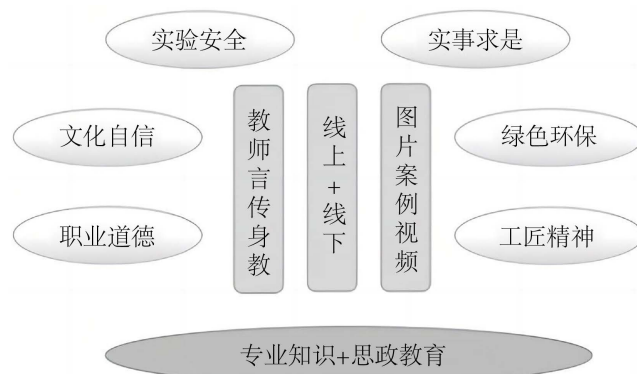 实验安全
实事求是
文化自信
职业道德
教师言传身教
线上+线下
图片案例视频
绿色环保
工匠精神
专业知识+思政教育